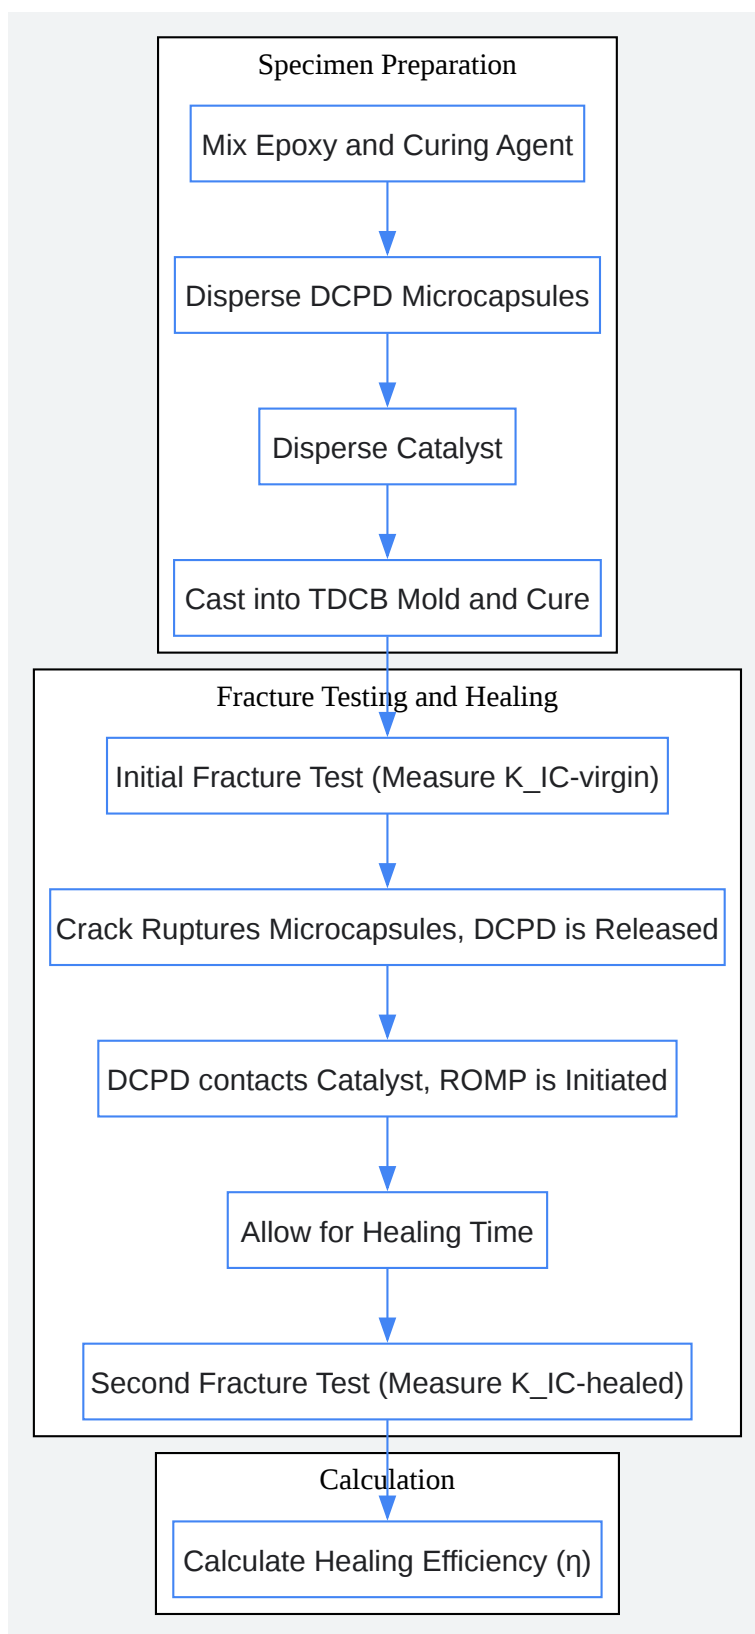 Specimen Preparation
Mix Epoxy and Curing Agent
Disperse DCPD Microcapsules
Disperse Catalyst
Cast into TDCB Mold and Cure
Fracture Testing and Healing
Initial Fracture Test (Measure K_IC-virgin)
Crack Ruptures Microcapsules, DCPD is Released
DCPD contacts Catalyst, ROMP is Initiated
Allow for Healing Time
Second Fracture Test (Measure K_IC-healed)
Calculation
Calculate Healing Efficiency (η)